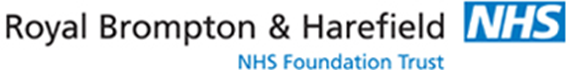 Royal Brompton & Harefield NHS
NHS Foundation Trust